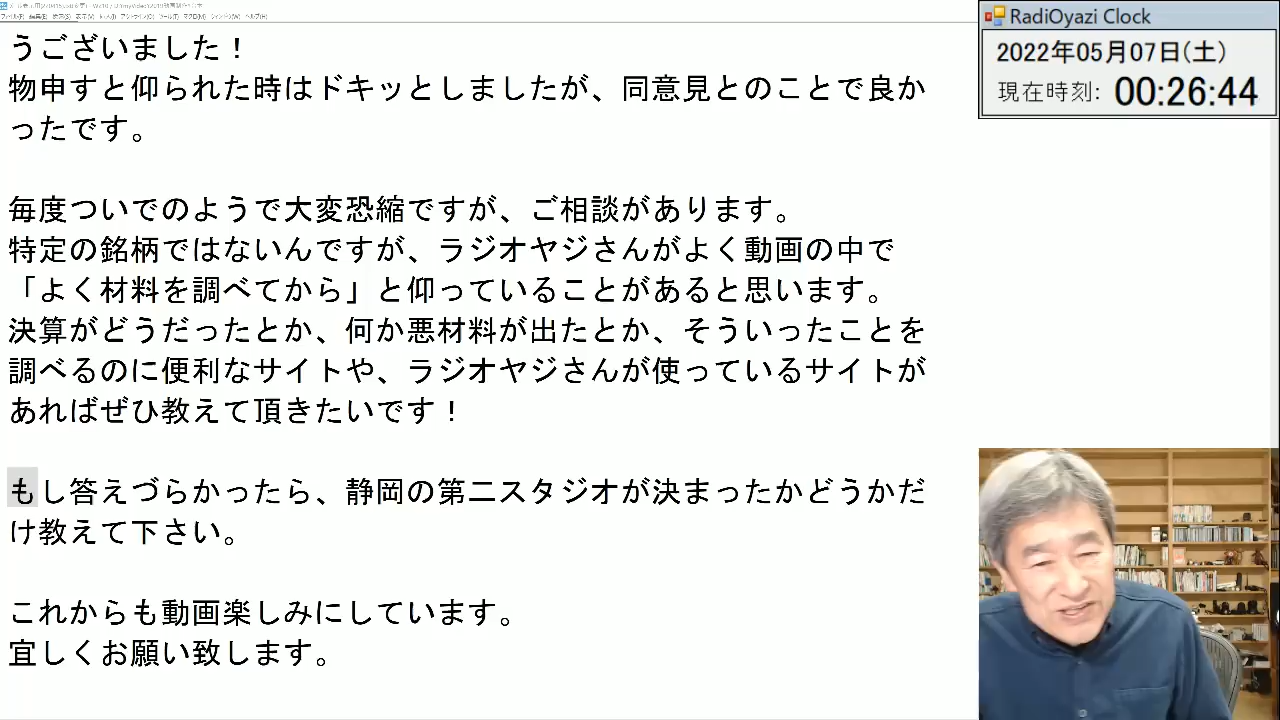 うございました！
物申すと仰られた時はドキッとしましたが、同意見とのことで良か
ったです。
毎度ついでのようで大変恐縮ですが、ご相談があります。
特定の銘柄ではないんですが、ラジオヤジさんがよく動画の中で
「よく材料を調べてから」と仰っていることがあると思います。
決算がどうだったとか、何か悪材料が出たとか、そういったことを
調べるのに便利なサイトや、ラジオヤジさんが使っているサイトが
あればぜひ教えて頂きたいです！
もし答えづらかったら、静岡の第二スタジオが決まったかどうかだ
け教えて下さい。
これからも動画楽しみにしています。
宜しくお願い致します。
RadiOyazi Clock
2022年05月07日(土)
現在時刻: 00:26:44